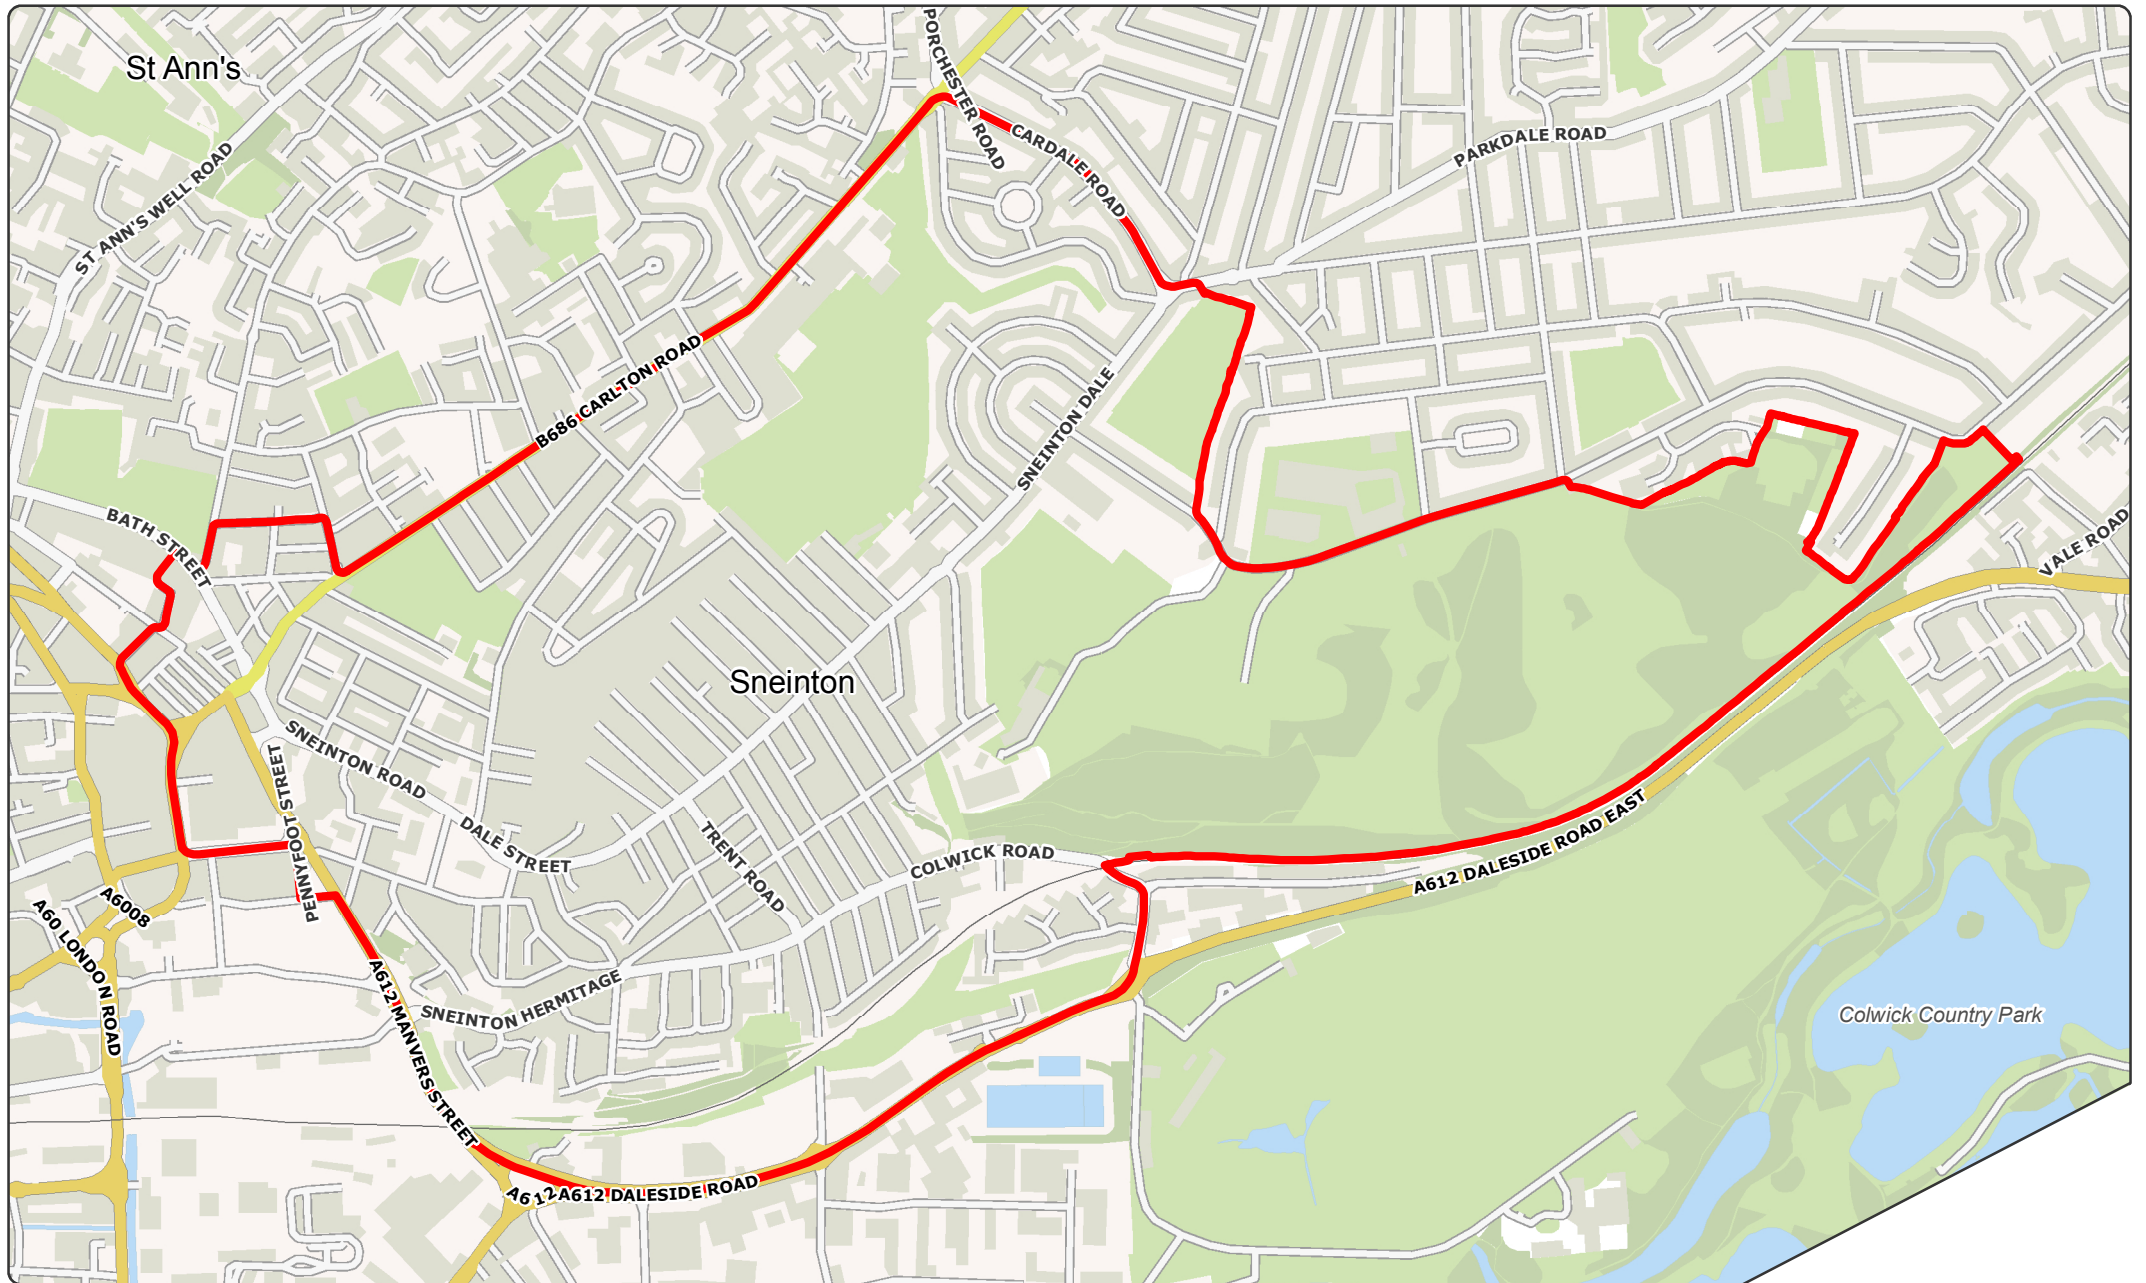 St Ann's
PORCHESTER ROAD
CARDALE ROAD
PARKDALE ROAD
ST ANN'S WELL ROAD
B686 CARLTON ROAD
SNEINTON DALE
BATH STREET
VALE ROAD
Sneinton
SNEINTON ROAD
PENNYFOOT STREET
DALE STREET
TRENT ROAD
COLWICK ROAD
A612 DALESIDE ROAD EAST
A6008
A60 LONDON ROAD
A612 MANVERS STREET
SNEINTON HERMITAGE
Colwick Country Park
A612
A612 DALESIDE ROAD